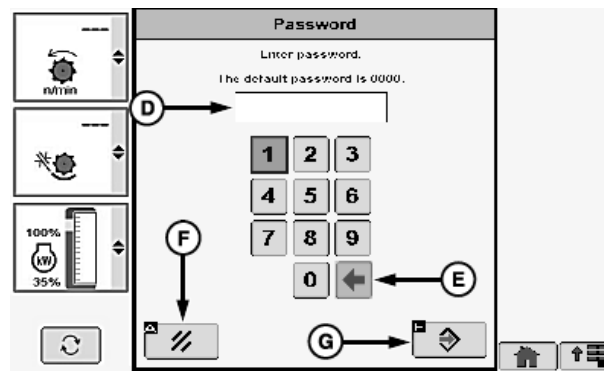 Password
Enter password.
The default password is 0000.
---
n/min
D
---
1 2 3
4 5 6
7 8 9
0
E
F
100%
kW
35%
G